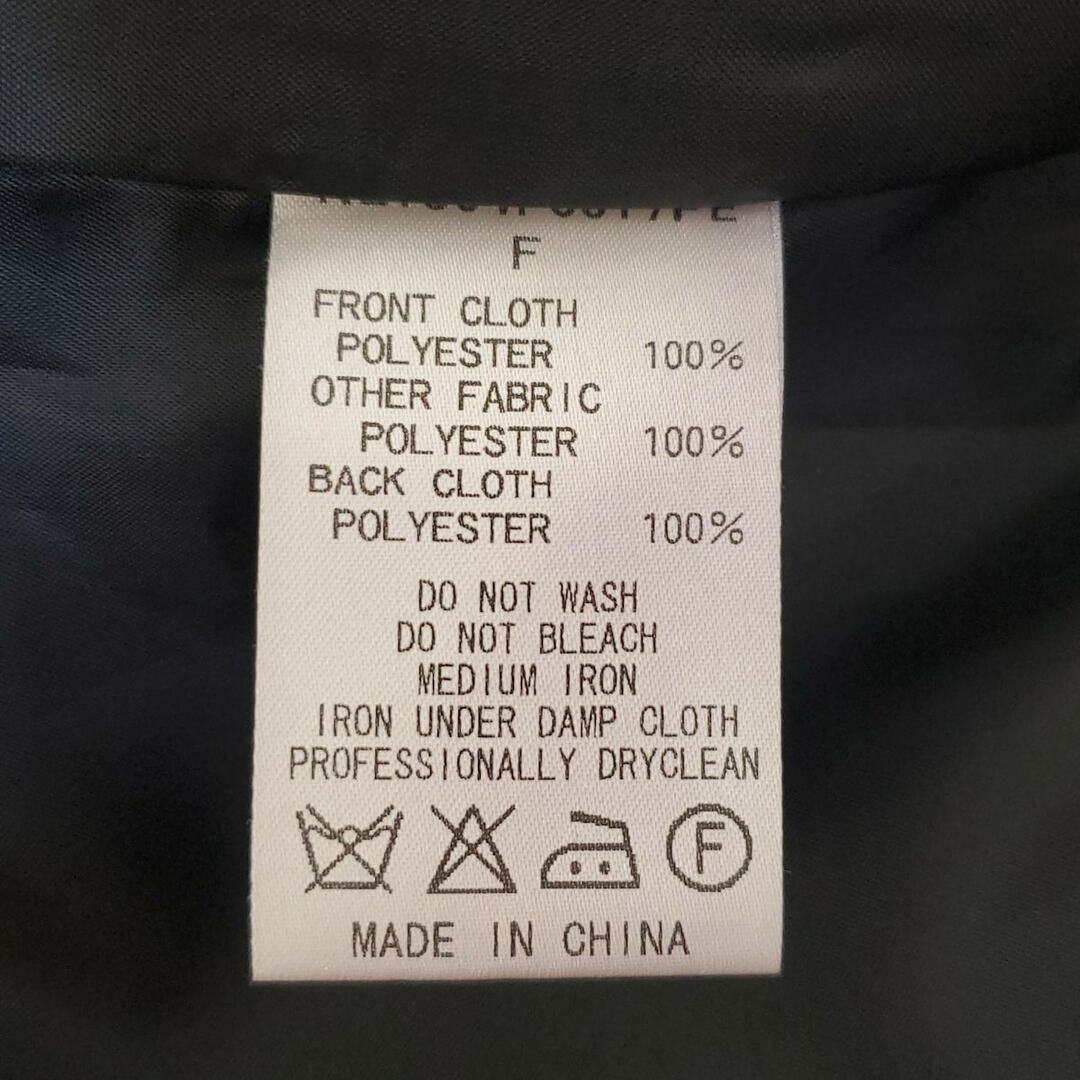 F
FRONT CLOTH
POLYESTER 100%
OTHER FABRIC
POLYESTER 100%
BACK CLOTH
POLYESTER 100%
DO NOT WASH
DO NOT BLEACH
MEDIUM IRON
IRON UNDER DAMP CLOTH
PROFESSIONALLY DRYCLEAN
F
MADE IN CHINA